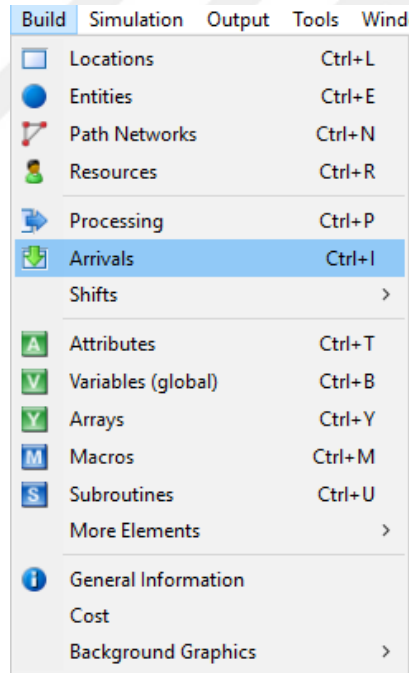 Build Simulation Output Tools Wind
Locations Ctrl+L
Entities Ctrl+E
Path Networks Ctrl+N
Resources Ctrl+R
Processing Ctrl+P
Arrivals Ctrl+I
Shifts >
A Attributes Ctrl+T
V Variables (global) Ctrl+B
Y Arrays Ctrl+Y
M Macros Ctrl+M
S Subroutines Ctrl+U
More Elements >
i General Information
Cost
Background Graphics >